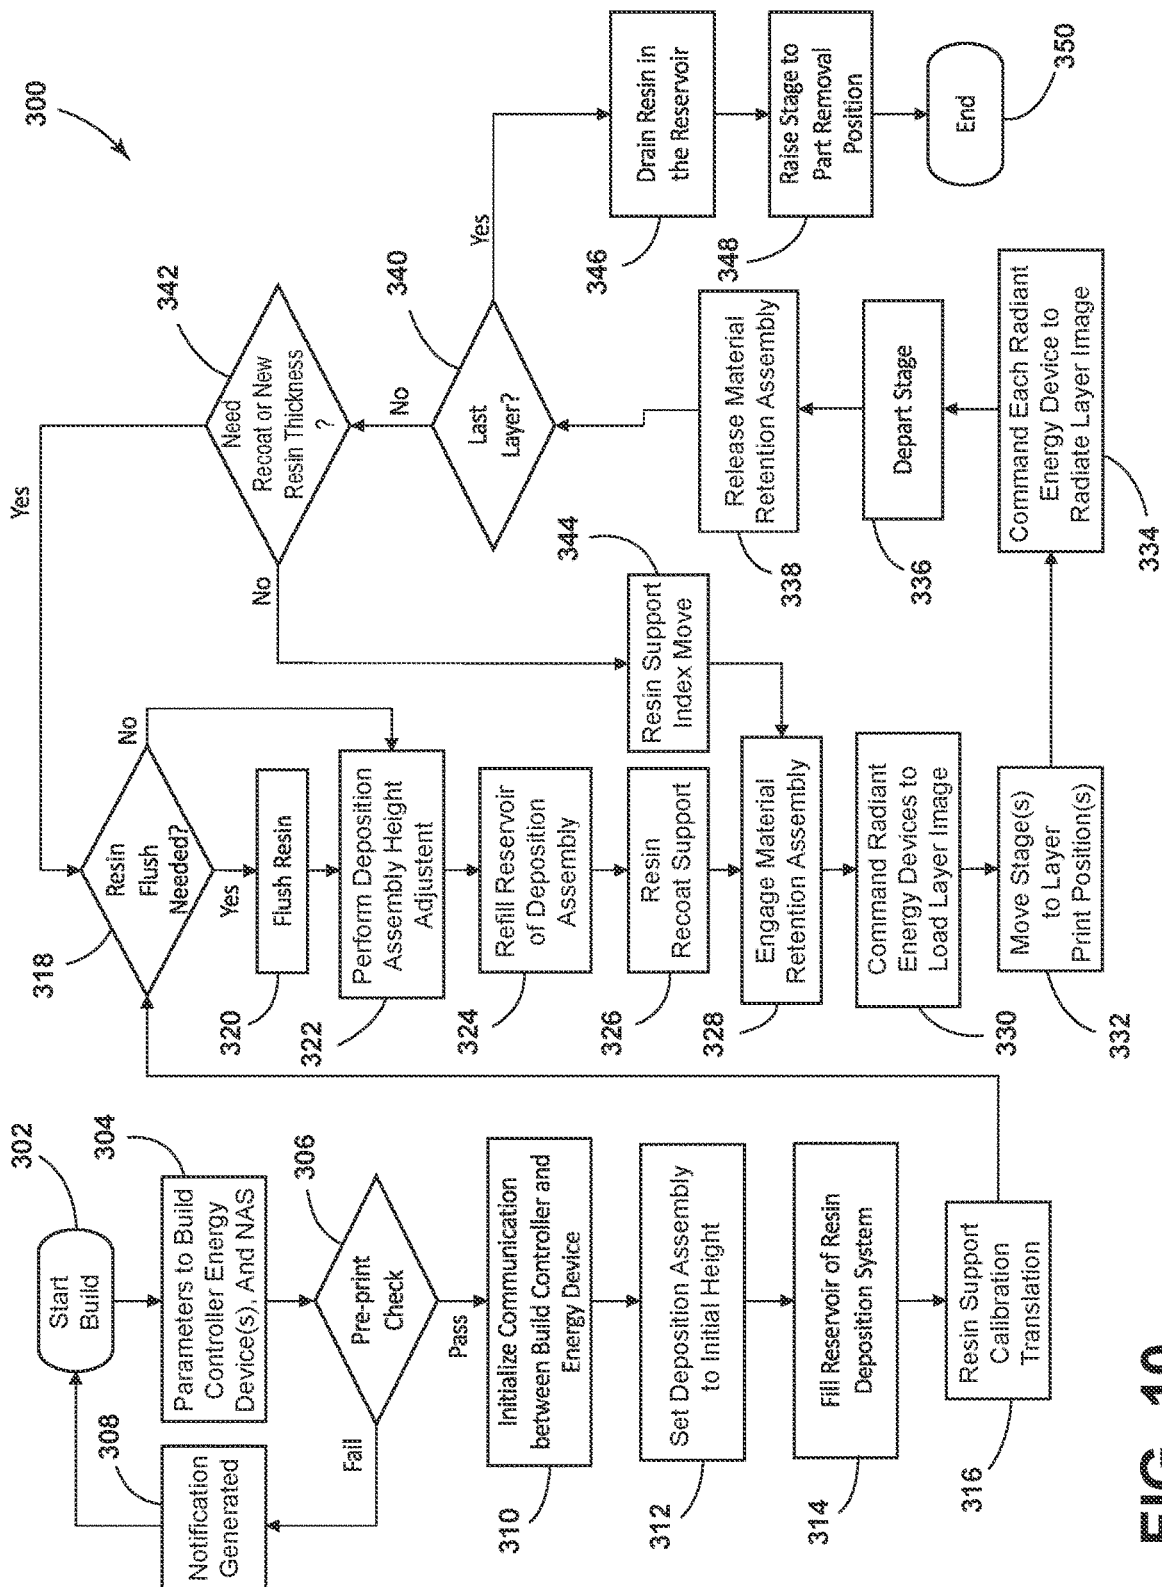 300
302
Start
Build
304
Parameters to Build
Controller Energy
Device(s), And NAS
306
Pre-print
Check
Fail
308
Notification
Generated
Pass
310
Initialize Communication
between Build Controller and
Energy Device
312
Set Deposition Assembly
to Initial Height
314
Fill Reservoir of Resin
Deposition System
316
Resin Support
Calibration
Translation
318
Resin
Flush
Needed?
No
Yes
320
Flush Resin
322
Perform Deposition
Assembly Height
Adjustent
324
Refill Reservoir
of Deposition
Assembly
326
Resin
Recoat Support
328
Engage Material
Retention Assembly
330
Command Radiant
Energy Devices to
Load Layer Image
332
Move Stage(s)
to Layer
Print Position(s)
334
Command Each Radiant
Energy Device to
Radiate Layer Image
336
Depart Stage
338
Release Material
Retention Assembly
340
Last
Layer?
No
Yes
342
Need
Recoat or New
Resin Thickness
?
Yes
No
344
Resin Support
Index Move
346
Drain Resin in
the Reservoir
348
Raise Stage to
Part Removal
Position
350
End